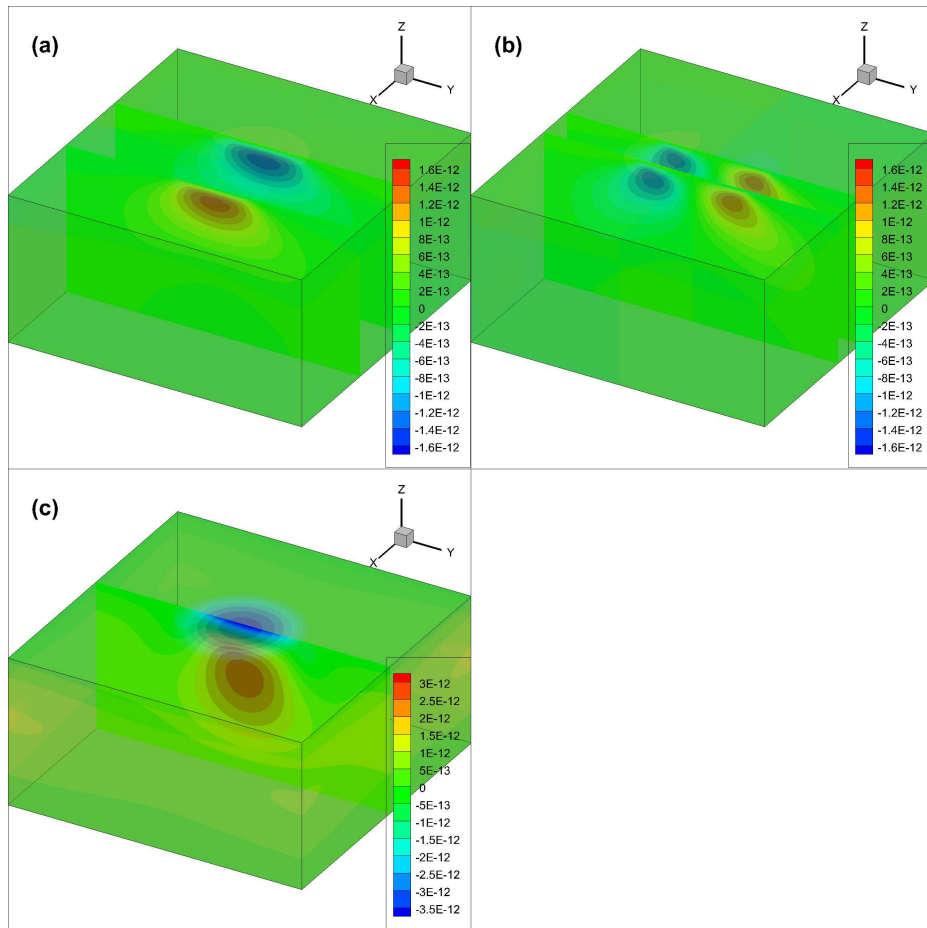 (a)
Z
X
Y
1.6E-12
1.4E-12
1.2E-12
1E-12
8E-13
6E-13
4E-13
2E-13
0
-2E-13
-4E-13
-6E-13
-8E-13
-1E-12
-1.2E-12
-1.4E-12
-1.6E-12
(b)
Z
X
Y
1.6E-12
1.4E-12
1.2E-12
1E-12
8E-13
6E-13
4E-13
2E-13
0
-2E-13
-4E-13
-6E-13
-8E-13
-1E-12
-1.2E-12
-1.4E-12
-1.6E-12
(c)
Z
X
Y
3E-12
2.5E-12
2E-12
1.5E-12
1E-12
5E-13
0
-5E-13
-1E-12
-1.5E-12
-2E-12
-2.5E-12
-3E-12
-3.5E-12